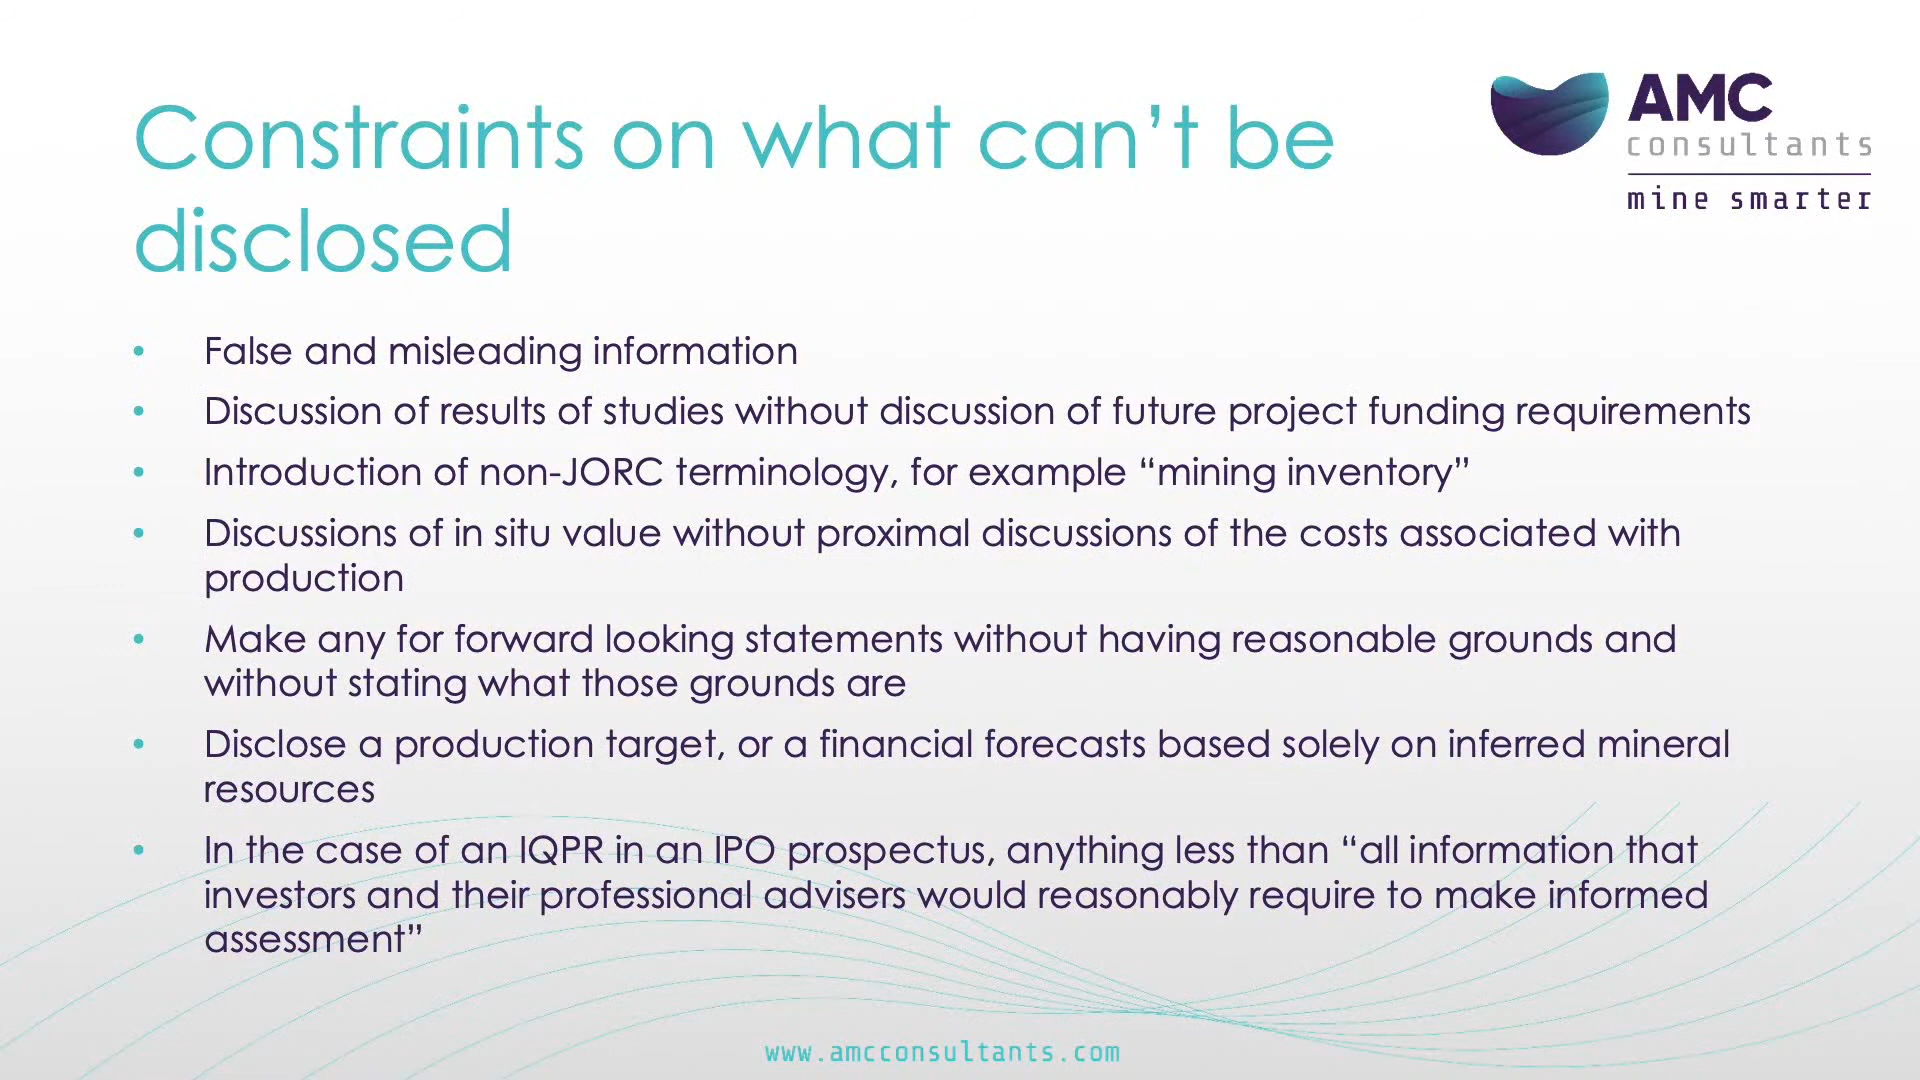 Constraints on what can’t be
disclosed
AMC
consultants
mine smarter
• False and misleading information
• Discussion of results of studies without discussion of future project funding requirements
• Introduction of non-JORC terminology, for example “mining inventory”
• Discussions of in situ value without proximal discussions of the costs associated with
production
• Make any for forward looking statements without having reasonable grounds and
without stating what those grounds are
• Disclose a production target, or a financial forecasts based solely on inferred mineral
resources
• In the case of an IQPR in an IPO prospectus, anything less than “all information that
investors and their professional advisers would reasonably require to make informed
assessment”
www.amcconsultants.com